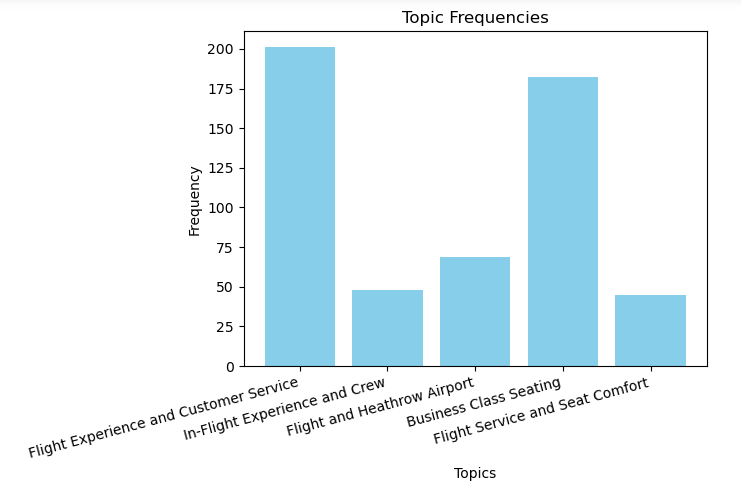 Topic Frequencies
200
175
150
125
100
75
50
25
0
Frequency
Flight Experience and Customer Service
In-Flight Experience and Crew
Flight and Heathrow Airport
Business Class Seating
Flight Service and Seat Comfort
Topics